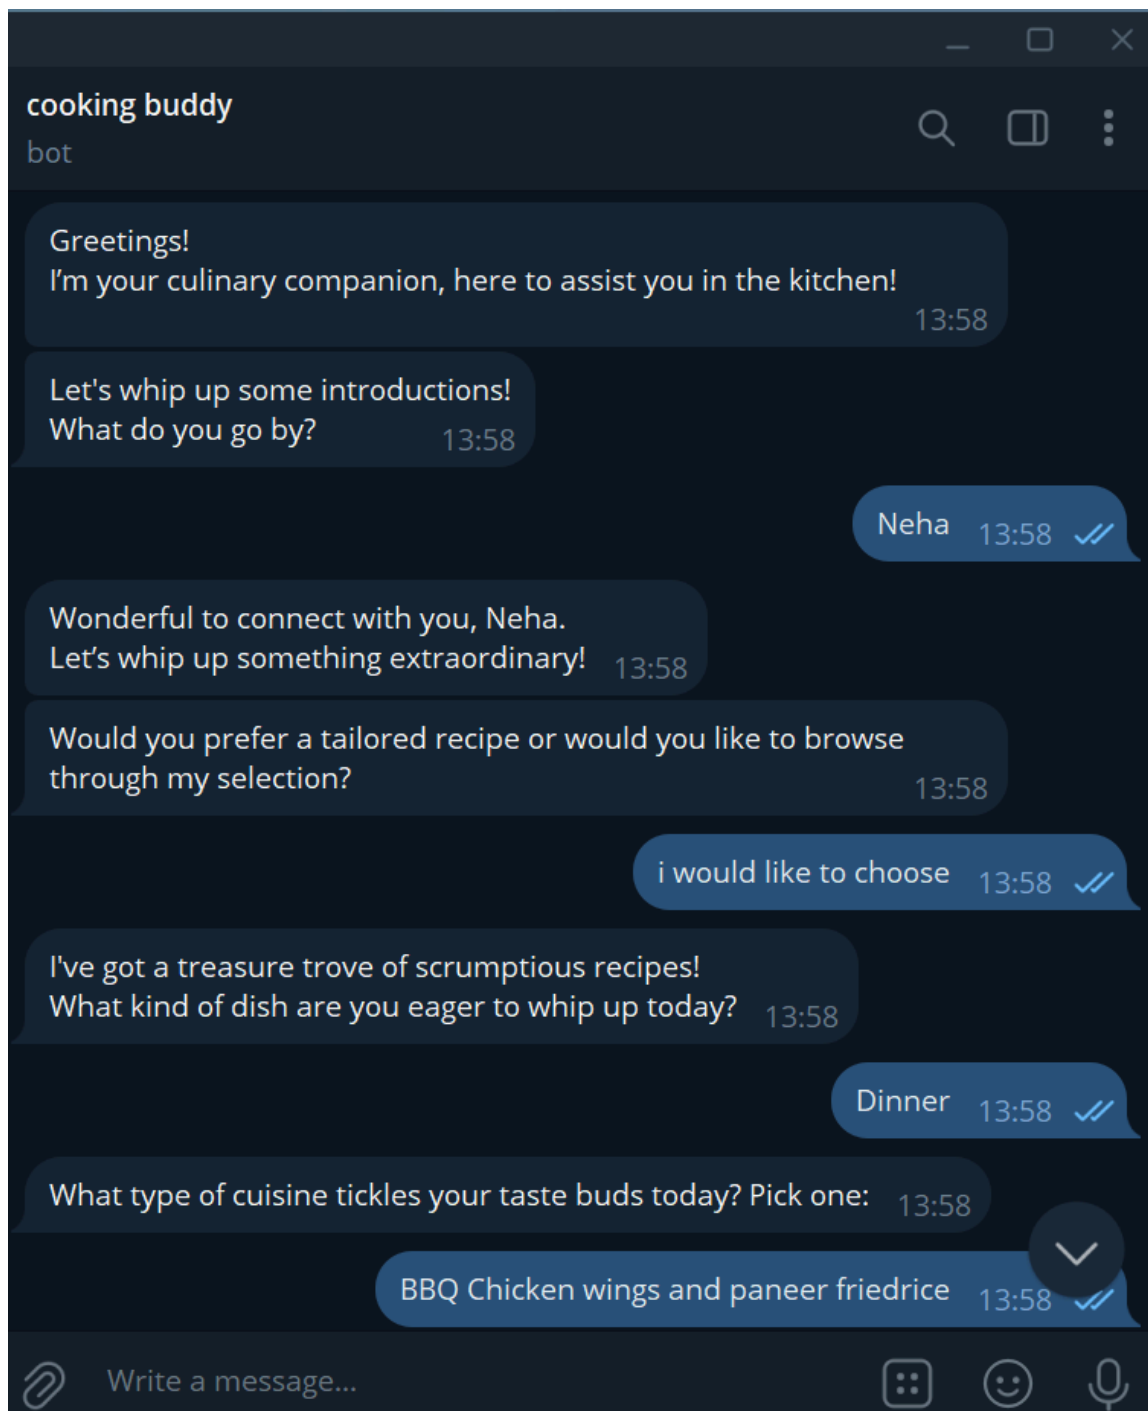 cooking buddy
bot
Greetings!
I’m your culinary companion, here to assist you in the kitchen!
13:58
Let's whip up some introductions!
What do you go by? 13:58
Neha 13:58
Wonderful to connect with you, Neha.
Let’s whip up something extraordinary! 13:58
Would you prefer a tailored recipe or would you like to browse
through my selection?
13:58
i would like to choose 13:58
I've got a treasure trove of scrumptious recipes!
What kind of dish are you eager to whip up today? 13:58
Dinner 13:58
What type of cuisine tickles your taste buds today? Pick one: 13:58
BBQ Chicken wings and paneer friedrice 13:58
Write a message...